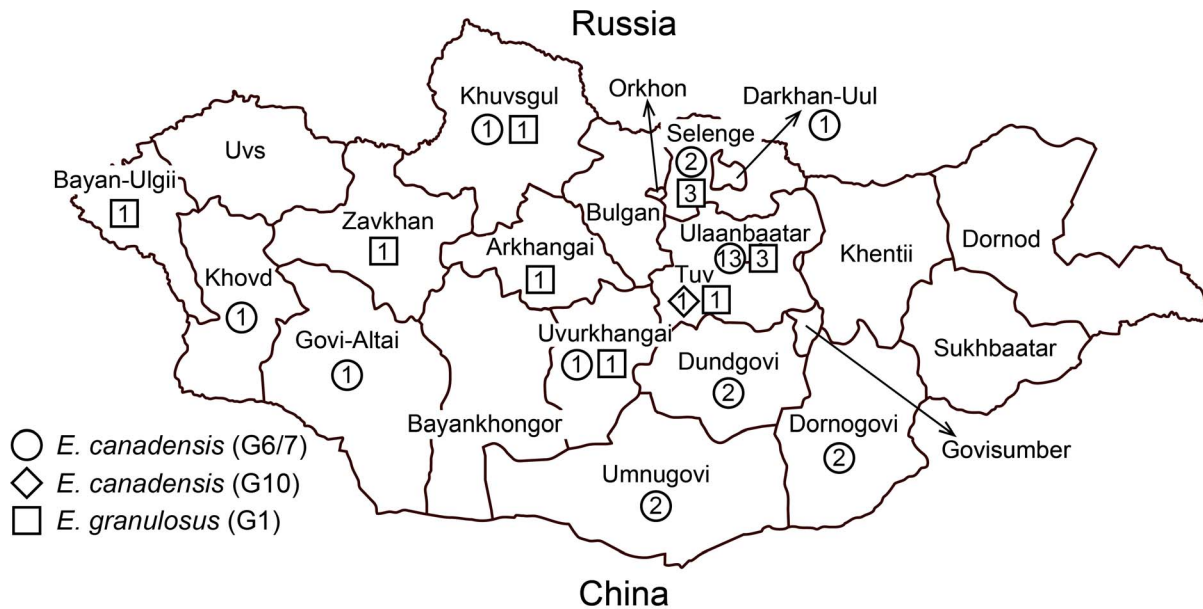 Russia
Orkhon
Darkhan-Uul
1
Khuvsgul
1 1
Selenge
2
3
Uvs
Bayan-Ulgii
1
Zavkhan
1
Bulgan
Arkhangai
1
Ulaanbaatar
13 3
Tuv
1 1
Khentii
Dornod
Khovd
1
Govi-Altai
1
Uvurkhangai
1 1
Dundgovi
2
Sukhbaatar
Bayankhongor
Dornogovi
2
Govisumber
Umnugovi
2
E. canadensis (G6/7)
E. canadensis (G10)
E. granulosus (G1)
China